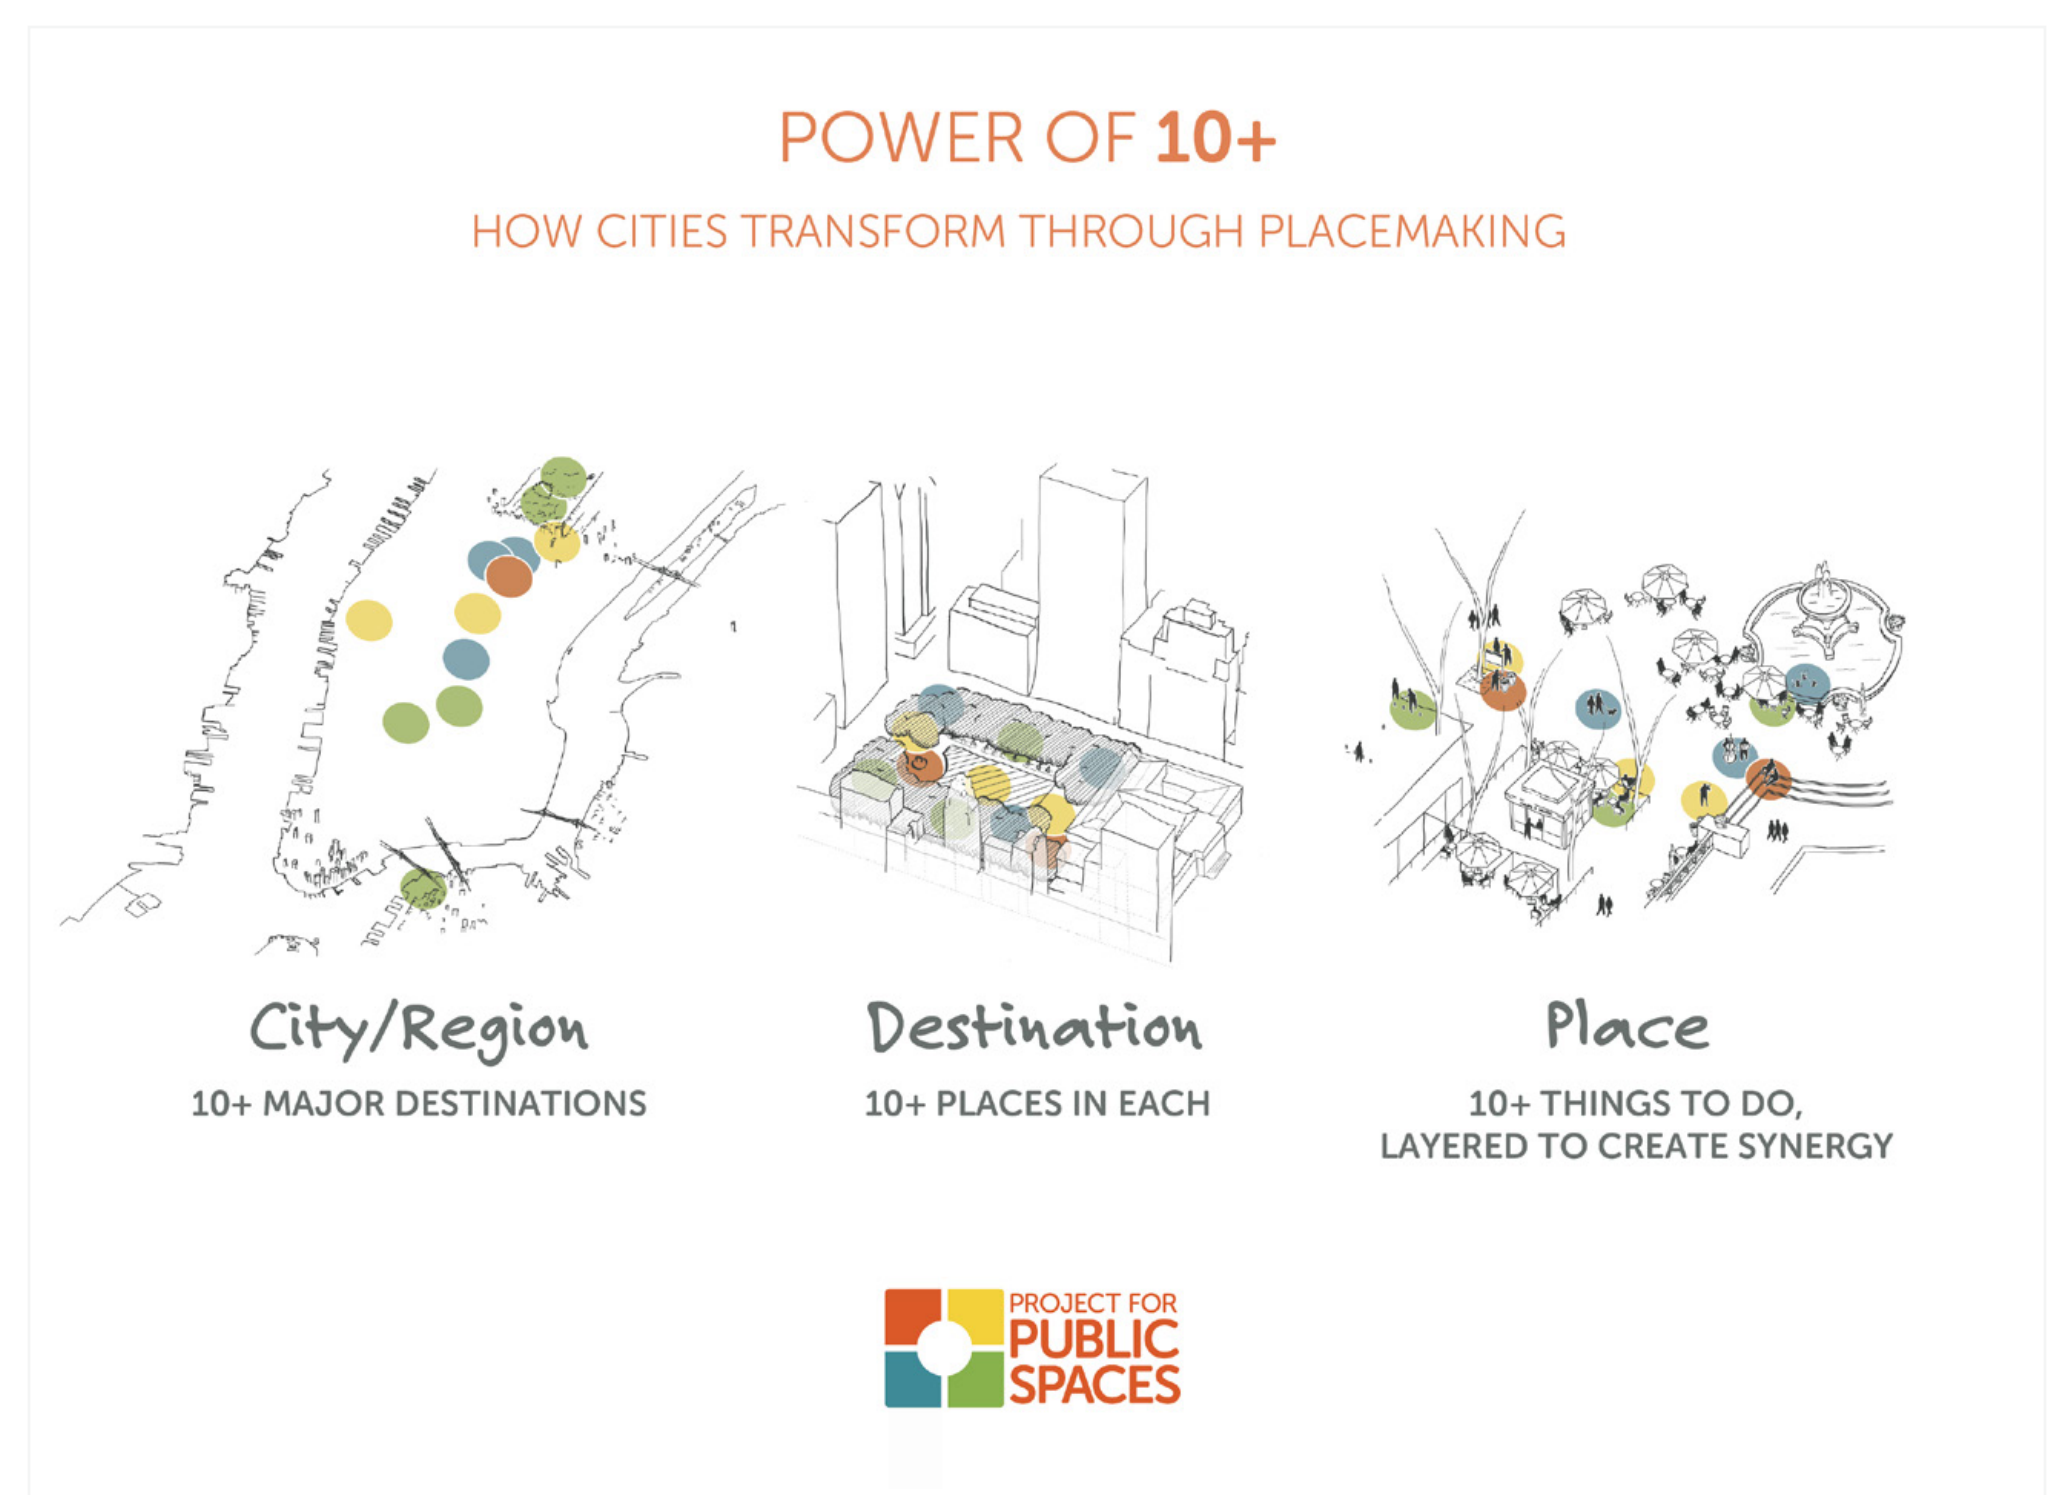 POWER OF 10+
HOW CITIES TRANSFORM THROUGH PLACEMAKING
City/Region
10+ MAJOR DESTINATIONS
Destination
10+ PLACES IN EACH
Place
10+ THINGS TO DO,
LAYERED TO CREATE SYNERGY
PROJECT FOR
PUBLIC
SPACES